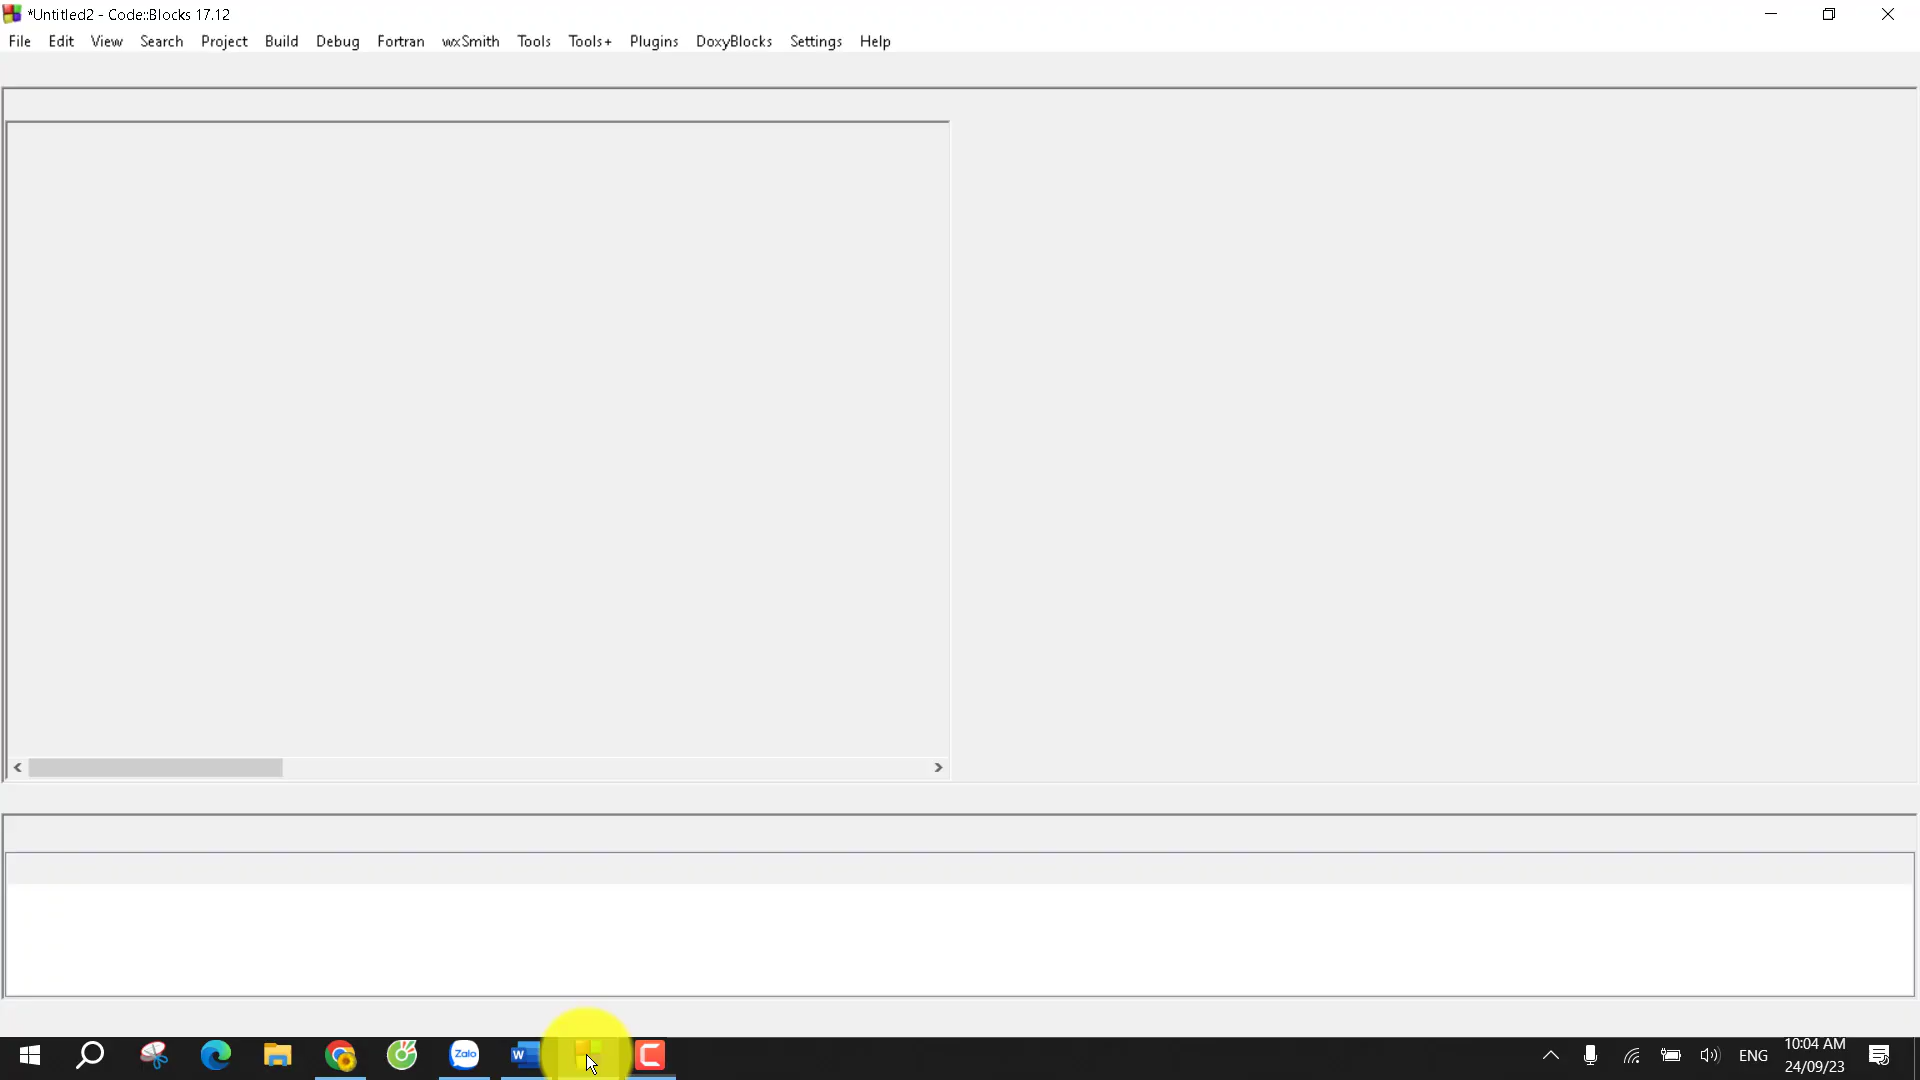 *Untitled2 - Code::Blocks 17.12
File Edit View Search Project Build Debug Fortran wxSmith Tools Tools+ Plugins DoxyBlocks Settings Help
Zalo
W
ENG
10:04 AM
24/09/23